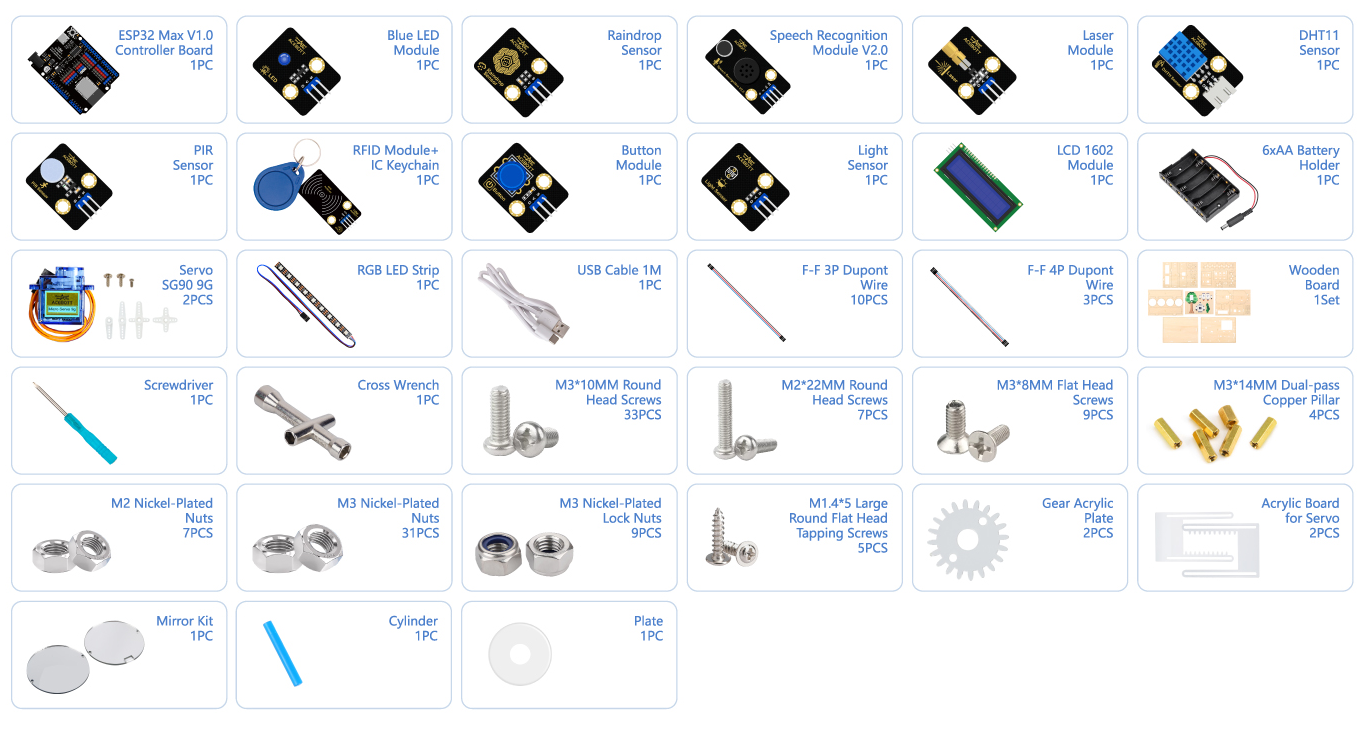 ESP32 Max V1.0
Controller Board
1PC
Blue LED
Module
1PC
Raindrop
Sensor
1PC
Speech Recognition
Module V2.0
1PC
Laser
Module
1PC
DHT11
Sensor
1PC
PIR
Sensor
1PC
RFID Module+
IC Keychain
1PC
Button
Module
1PC
Light
Sensor
1PC
LCD 1602
Module
1PC
6xAA Battery
Holder
1PC
Servo
SG90 9G
2PCS
ACEBOTT
Micro Servo 9g
RGB LED Strip
1PC
USB Cable 1M
1PC
F-F 3P Dupont
Wire
10PCS
F-F 4P Dupont
Wire
3PCS
Wooden
Board
1Set
Screwdriver
1PC
Cross Wrench
1PC
M3*10MM Round
Head Screws
33PCS
M2*22MM Round
Head Screws
7PCS
M3*8MM Flat Head
Screws
9PCS
M3*14MM Dual-pass
Copper Pillar
4PCS
M2 Nickel-Plated
Nuts
7PCS
M3 Nickel-Plated
Nuts
31PCS
M3 Nickel-Plated
Lock Nuts
9PCS
M1.4*5 Large
Round Flat Head
Tapping Screws
5PCS
Gear Acrylic
Plate
2PCS
Acrylic Board
for Servo
2PCS
Mirror Kit
1PC
Cylinder
1PC
Plate
1PC